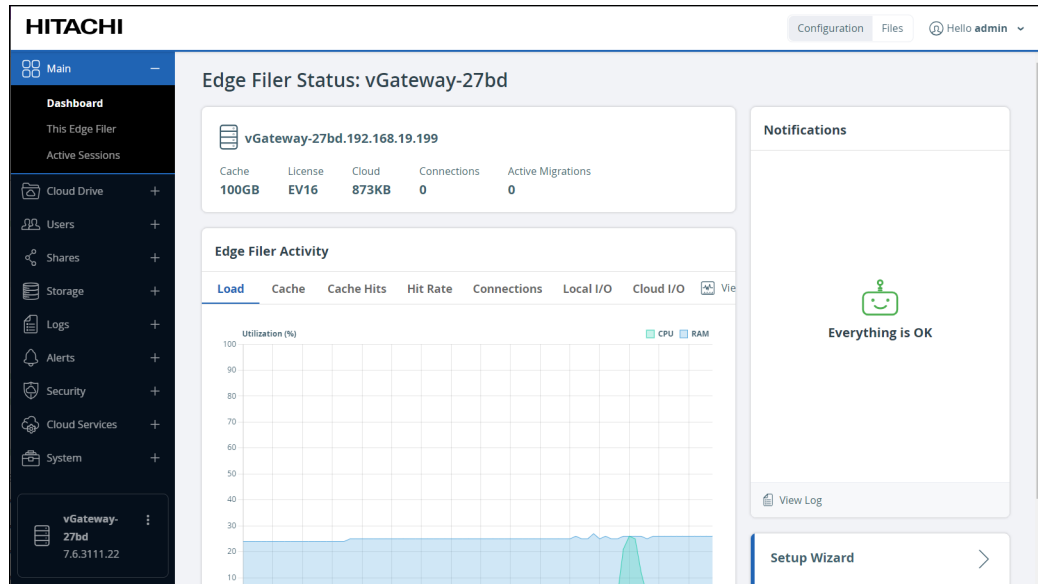 HITACHI
Configuration Files Hello admin
Main
Dashboard
This Edge Filer
Active Sessions
Cloud Drive
Users
Shares
Storage
Logs
Alerts
Security
Cloud Services
System
vGateway-
27bd
7.6.3111.22
Edge Filer Status: vGateway-27bd
vGateway-27bd.192.168.19.199
Cache License Cloud Connections Active Migrations
100GB EV16 873KB 0 0
Edge Filer Activity
Load Cache Cache Hits Hit Rate Connections Local I/O Cloud I/O Vie
Utilization (%) CPU RAM
100
90
80
70
60
50
40
30
20
10
Notifications
Everything is OK
View Log
Setup Wizard